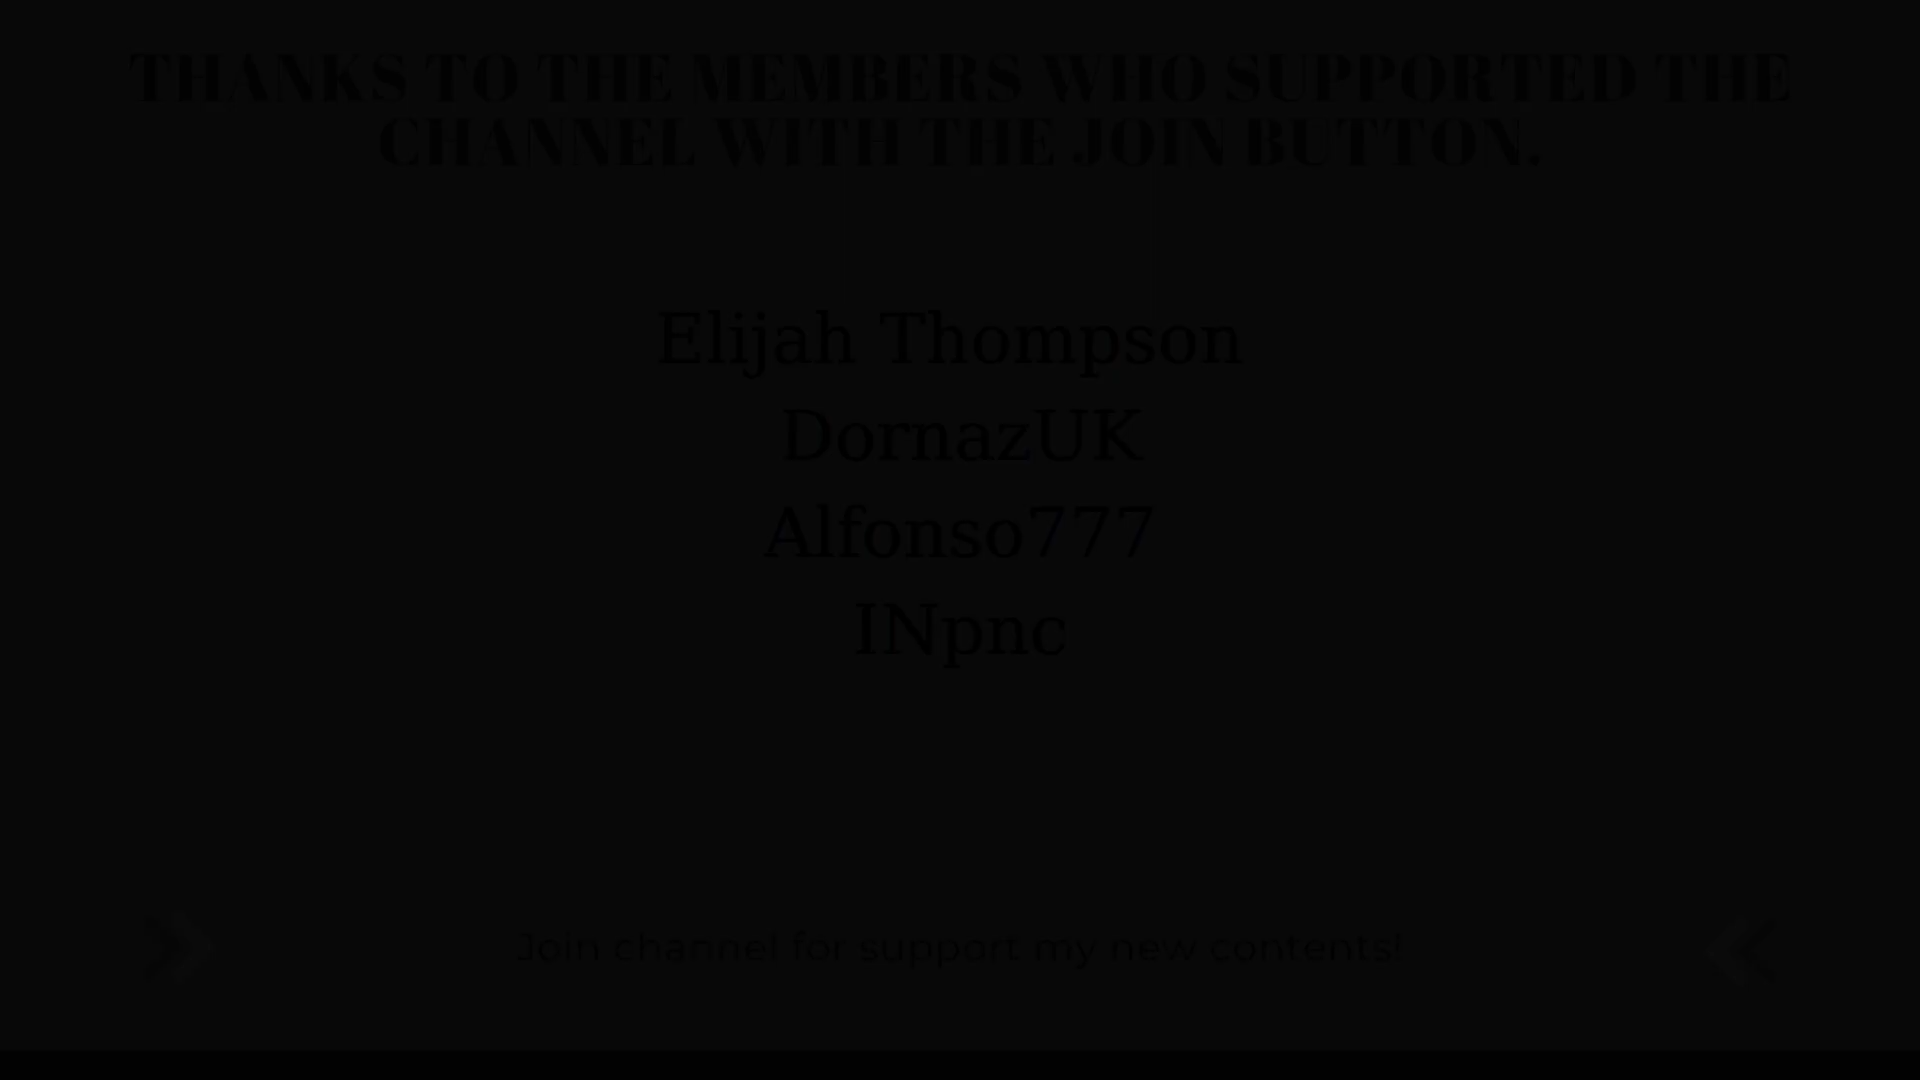 THANKS TO THE MEMBERS WHO SUPPORTED THE
CHANNEL WITH THE JOIN BUTTON.
Elijah Thompson
DornazUK
Alfonso777
INpnc
Join channel for support my new contents!